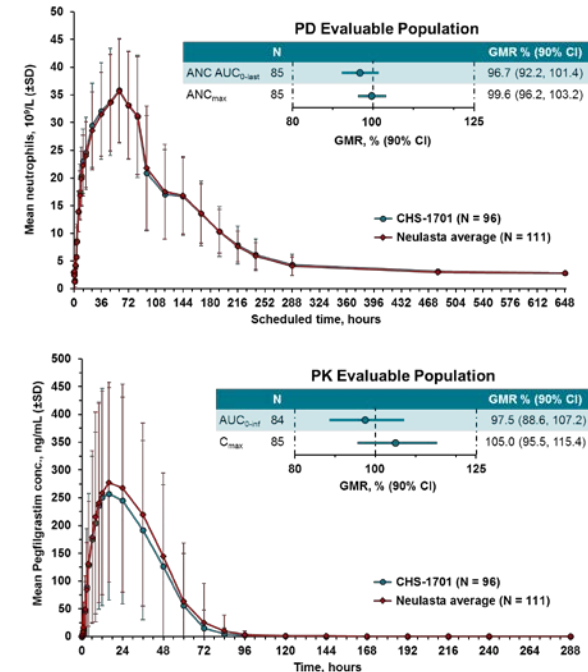 PD Evaluable Population
N GMR % (90% CI)
ANC AUC0-last 85 96.7 (92.2, 101.4)
ANCmax 85 99.6 (96.2, 103.2)
80 100 125
GMR, % (90% CI)
Mean neutrophils, 10⁹/L (±SD)
50
45
40
35
30
25
20
15
10
5
0
CHS-1701 (N = 96)
Neulasta average (N = 111)
0 36 72 108 144 180 216 252 288 324 360 396 432 468 504 540 576 612 648
Scheduled time, hours
PK Evaluable Population
N GMR % (90% CI)
AUC0-inf 84 97.5 (88.6, 107.2)
Cmax 85 105.0 (95.5, 115.4)
80 100 125
GMR, % (90% CI)
Mean Pegfilgrastim conc., ng/mL (±SD)
500
450
400
350
300
250
200
150
100
50
0
CHS-1701 (N = 96)
Neulasta average (N = 111)
0 24 48 72 96 120 144 168 192 216 240 264 288
Time, hours